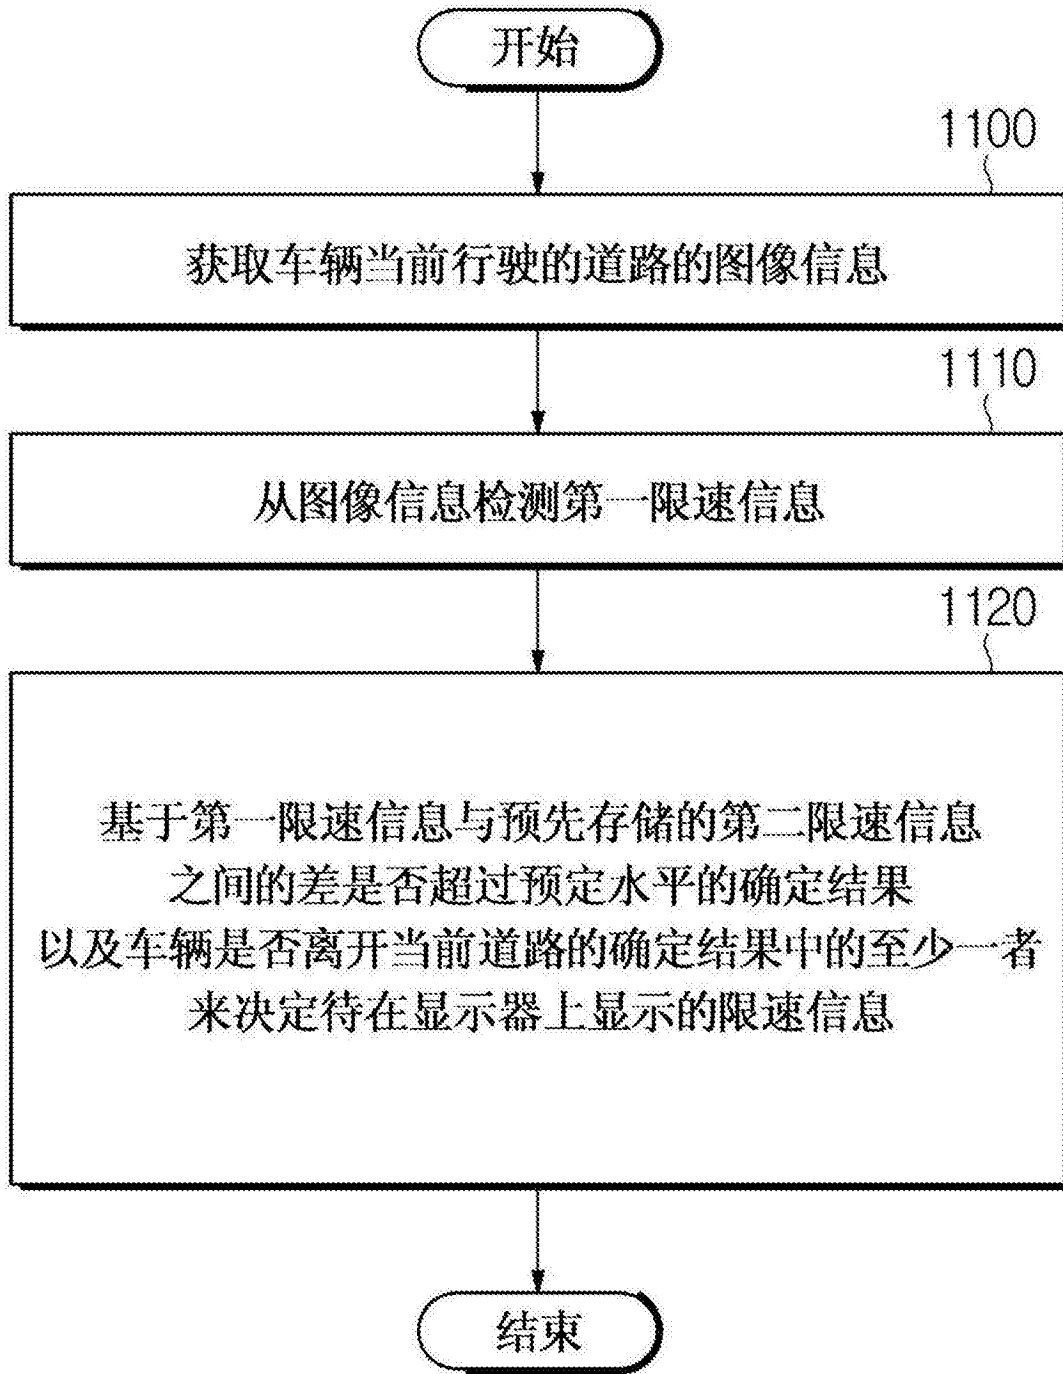 开始
1100
获取车辆当前行驶的道路的图像信息
1110
从图像信息检测第一限速信息
1120
基于第一限速信息与预先存储的第二限速信息
之间的差是否超过预定水平的确定结果
以及车辆是否离开当前道路的确定结果中的至少一者
来决定待在显示器上显示的限速信息
结束